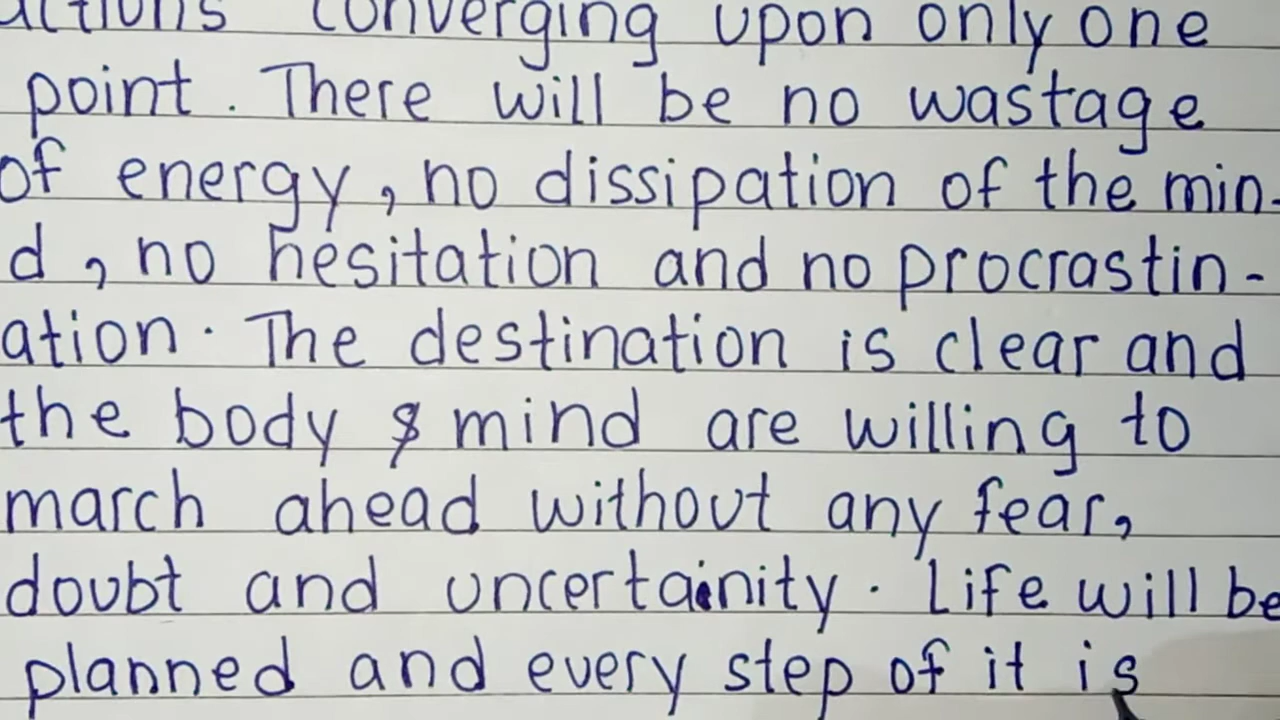 actions converging upon only one
point. There will be no wastage
of energy, no dissipation of the min-
d, no hesitation and no procrastin-
ation. The destination is clear and
the body & mind are willing to
march ahead without any fear,
doubt and uncertainity. Life will be
planned and every step of it is